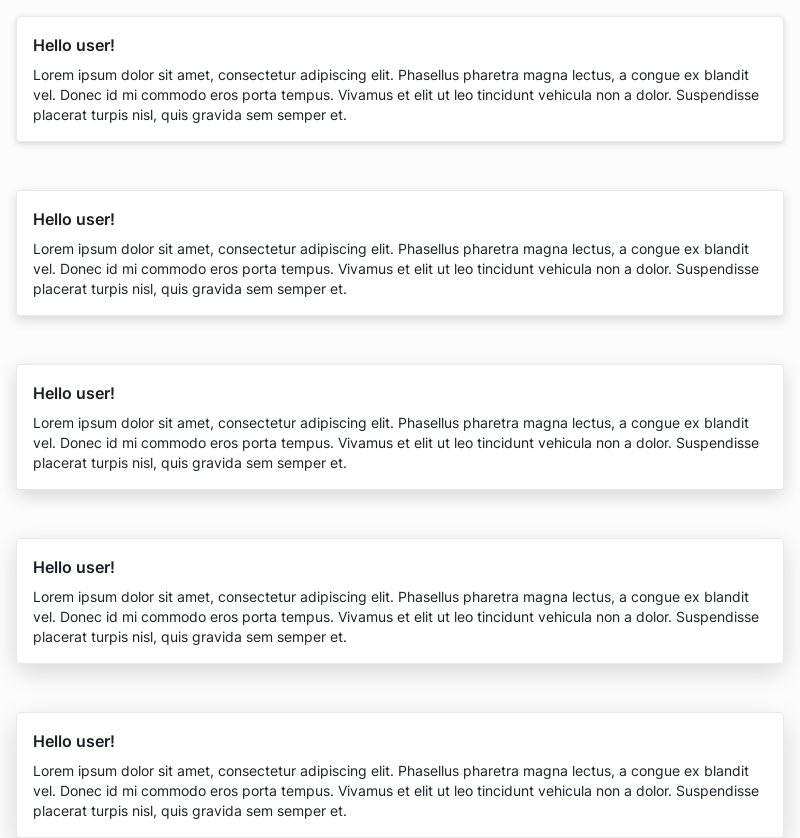 Hello user!
Lorem ipsum dolor sit amet, consectetur adipiscing elit. Phasellus pharetra magna lectus, a congue ex blandit
vel. Donec id mi commodo eros porta tempus. Vivamus et elit ut leo tincidunt vehicula non a dolor. Suspendisse
placerat turpis nisl, quis gravida sem semper et.
Hello user!
Lorem ipsum dolor sit amet, consectetur adipiscing elit. Phasellus pharetra magna lectus, a congue ex blandit
vel. Donec id mi commodo eros porta tempus. Vivamus et elit ut leo tincidunt vehicula non a dolor. Suspendisse
placerat turpis nisl, quis gravida sem semper et.
Hello user!
Lorem ipsum dolor sit amet, consectetur adipiscing elit. Phasellus pharetra magna lectus, a congue ex blandit
vel. Donec id mi commodo eros porta tempus. Vivamus et elit ut leo tincidunt vehicula non a dolor. Suspendisse
placerat turpis nisl, quis gravida sem semper et.
Hello user!
Lorem ipsum dolor sit amet, consectetur adipiscing elit. Phasellus pharetra magna lectus, a congue ex blandit
vel. Donec id mi commodo eros porta tempus. Vivamus et elit ut leo tincidunt vehicula non a dolor. Suspendisse
placerat turpis nisl, quis gravida sem semper et.
Hello user!
Lorem ipsum dolor sit amet, consectetur adipiscing elit. Phasellus pharetra magna lectus, a congue ex blandit
vel. Donec id mi commodo eros porta tempus. Vivamus et elit ut leo tincidunt vehicula non a dolor. Suspendisse
placerat turpis nisl, quis gravida sem semper et.